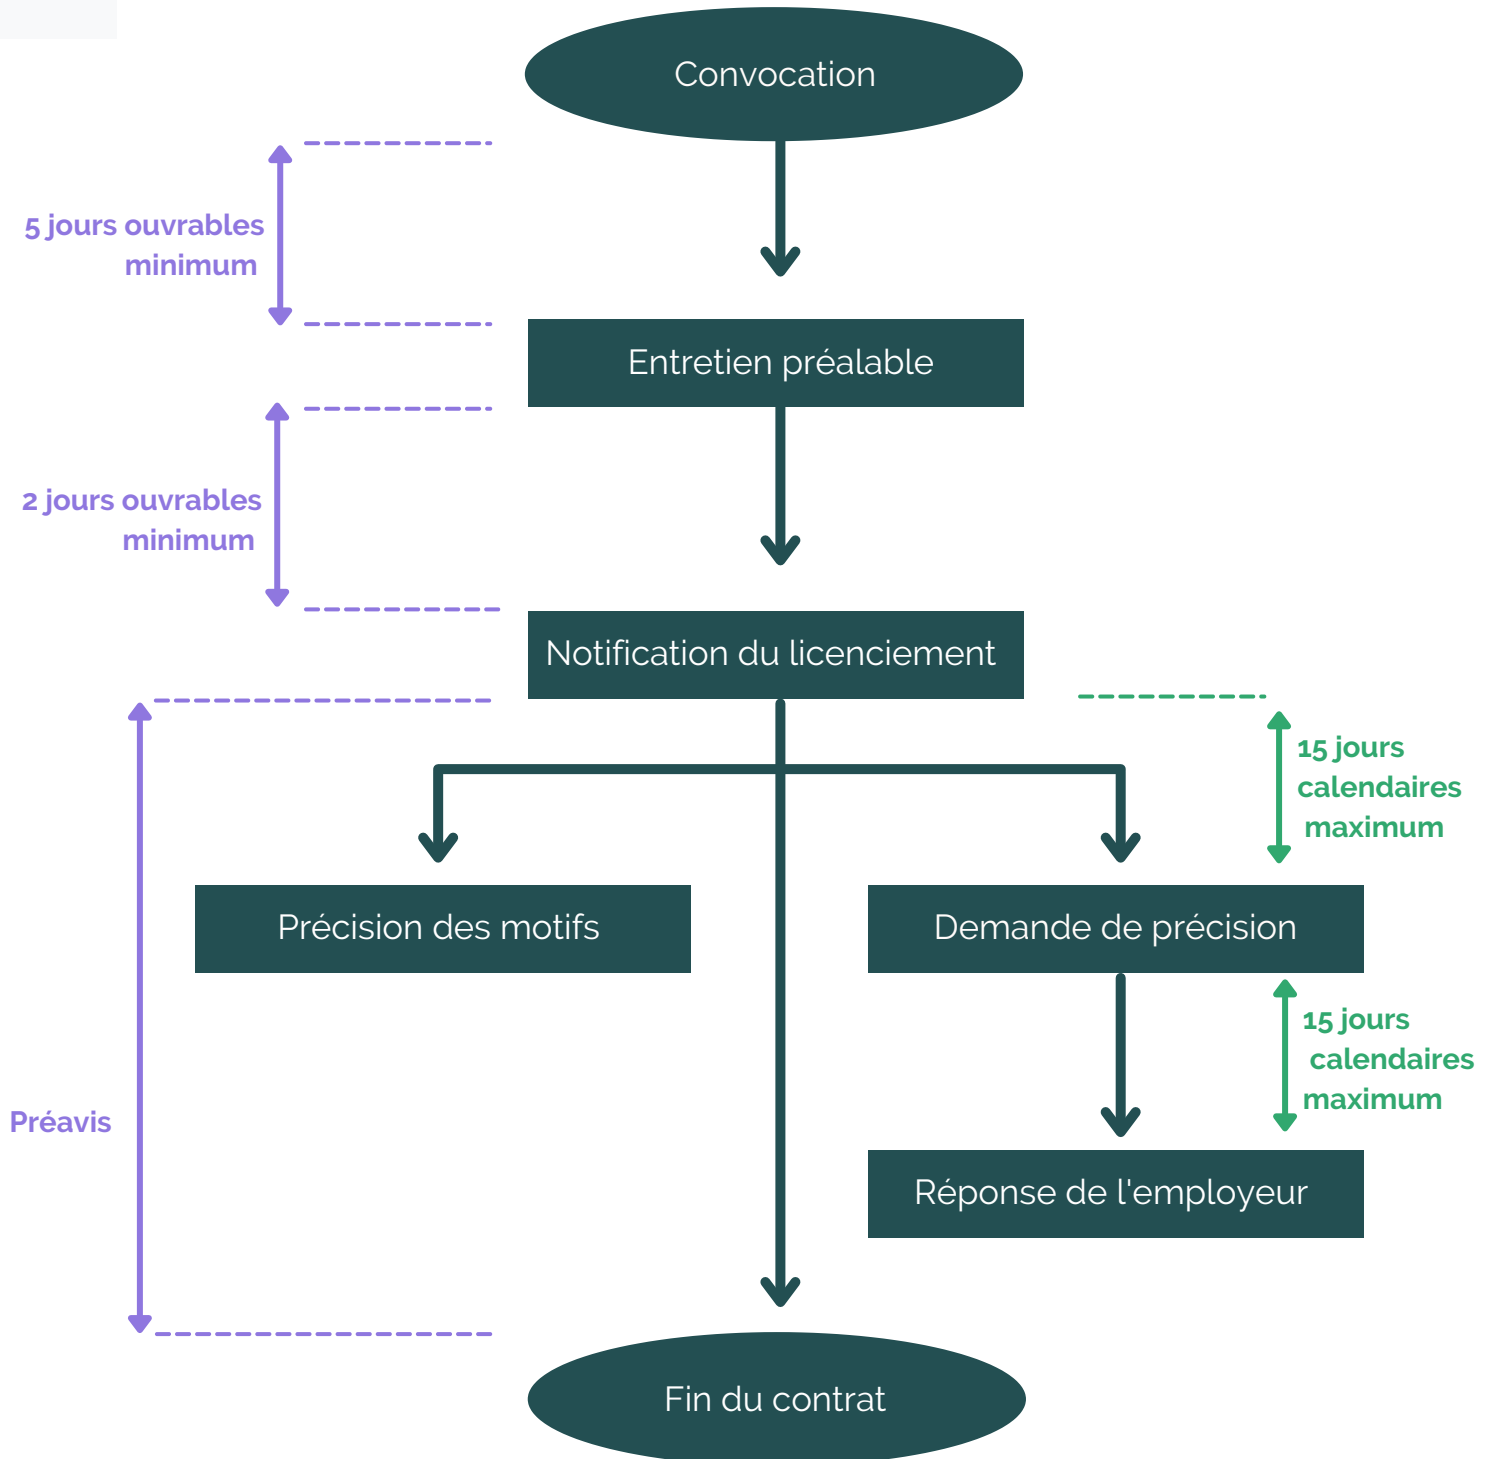 Convocation
5 jours ouvrables
minimum
Entretien préalable
2 jours ouvrables
minimum
Notification du licenciement
15 jours
calendaires
maximum
Précision des motifs
Demande de précision
15 jours
calendaires
maximum
Préavis
Réponse de l'employeur
Fin du contrat